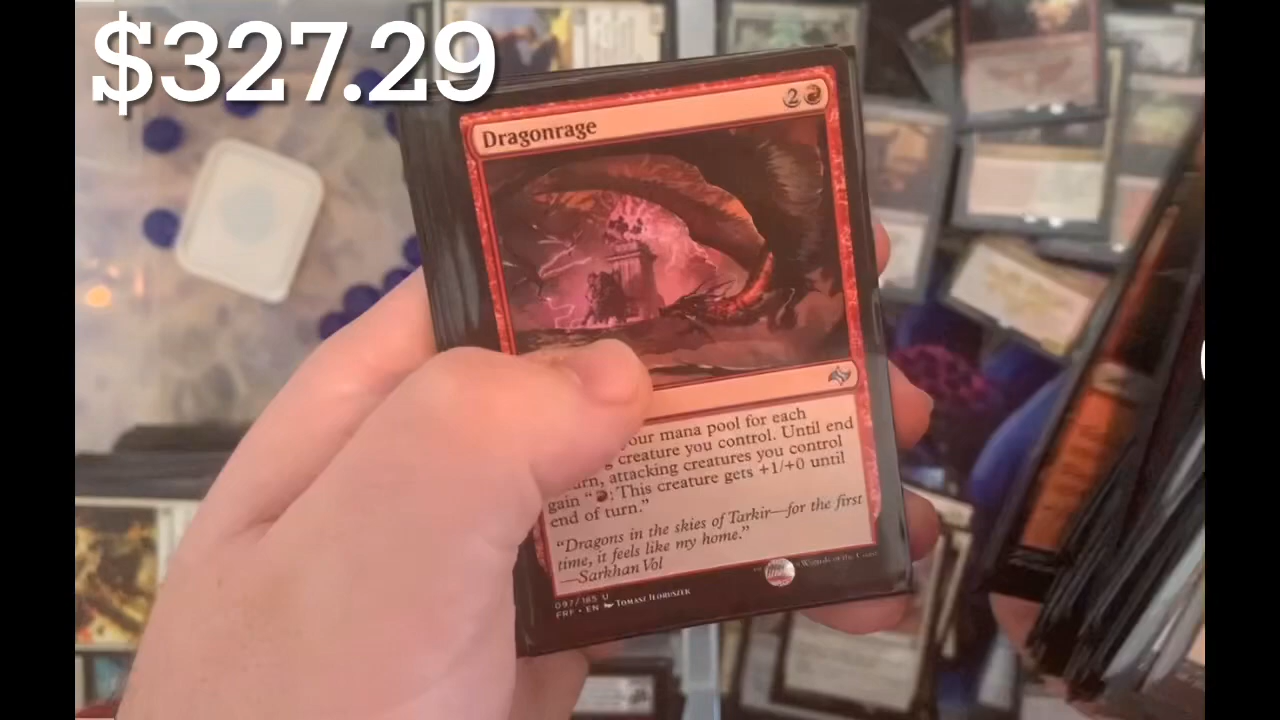 $327.29
Dragonrage
2
our mana pool for each
creature you control. Until end
urn, attacking creatures you control
gain “ : This creature gets +1/+0 until
end of turn.”
“Dragons in the skies of Tarkir—for the first
time, it feels like my home.”
—Sarkhan Vol
097/185 U
FRF • EN TOMASZ JEDRUSZEK